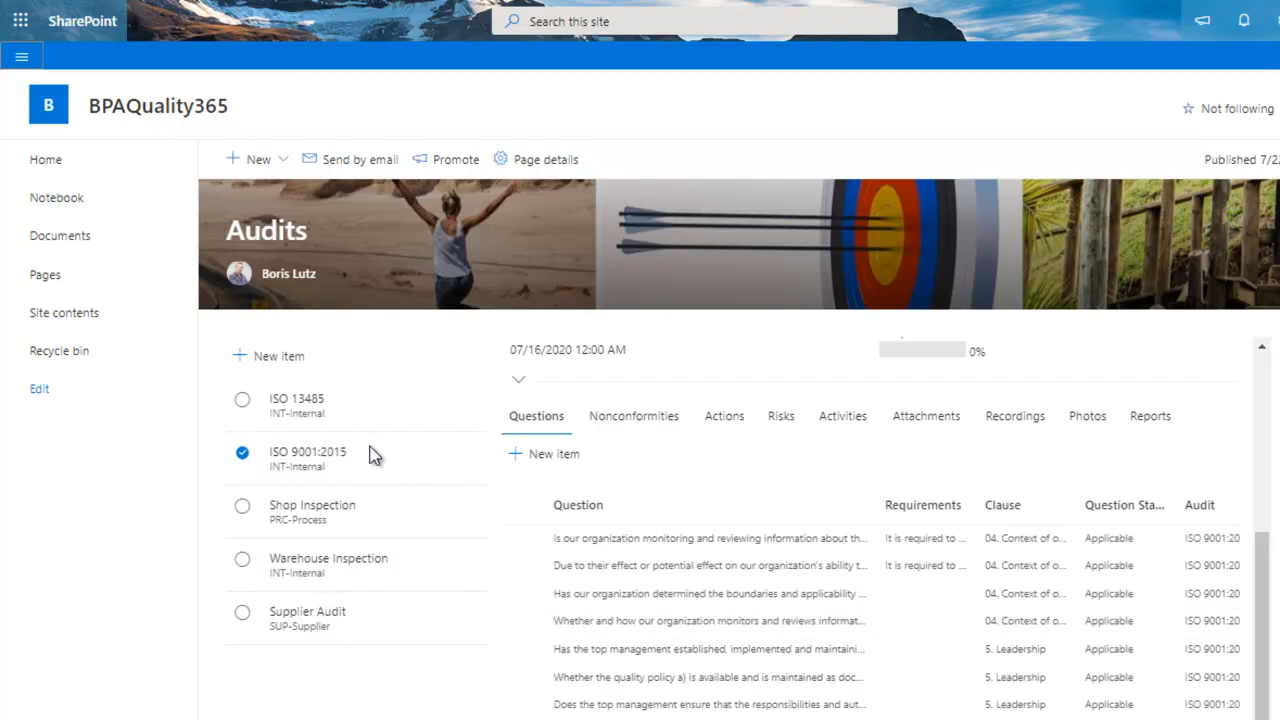 SharePoint
Search this site
B
BPAQuality365
Not following
Home
Notebook
Documents
Pages
Site contents
Recycle bin
Edit
New
Send by email
Promote
Page details
Published 7/22
Audits
Boris Lutz
New item
ISO 13485
INT-Internal
ISO 9001:2015
INT-Internal
Shop Inspection
PRC-Process
Warehouse Inspection
INT-Internal
Supplier Audit
SUP-Supplier
07/16/2020 12:00 AM
0%
Questions Nonconformities Actions Risks Activities Attachments Recordings Photos Reports
New item
Question Requirements Clause Question Sta... Audit
Is our organization monitoring and reviewing information about th... It is required to ... 04. Context of o... Applicable ISO 9001:20
Due to their effect or potential effect on our organization's ability t... It is required to ... 04. Context of o... Applicable ISO 9001:20
Has our organization determined the boundaries and applicability ... 04. Context of o... Applicable ISO 9001:20
Whether and how our organization monitors and reviews informat... 04. Context of o... Applicable ISO 9001:20
Has the top management established, implemented and maintaini... 5. Leadership Applicable ISO 9001:20
Whether the quality policy a) is available and is maintained as doc... 5. Leadership Applicable ISO 9001:20
Does the top management ensure that the responsibilities and aut... 5. Leadership Applicable ISO 9001:20